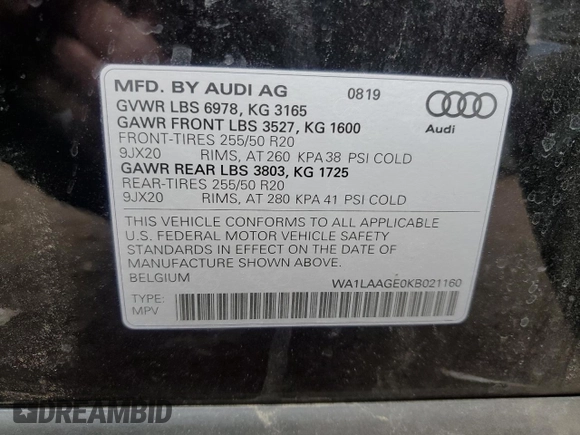 MFD. BY AUDI AG 0819
GVWR LBS 6978, KG 3165
GAWR FRONT LBS 3527, KG 1600
FRONT-TIRES 255/50 R20
9JX20 RIMS, AT 260 KPA 38 PSI COLD
GAWR REAR LBS 3803, KG 1725
REAR-TIRES 255/50 R20
9JX20 RIMS, AT 280 KPA 41 PSI COLD
Audi
THIS VEHICLE CONFORMS TO ALL APPLICABLE
U.S. FEDERAL MOTOR VEHICLE SAFETY
STANDARDS IN EFFECT ON THE DATE OF
MANUFACTURE SHOWN ABOVE.
BELGIUM WA1LAAGE0KB021160
TYPE:
MPV
DREAMBID